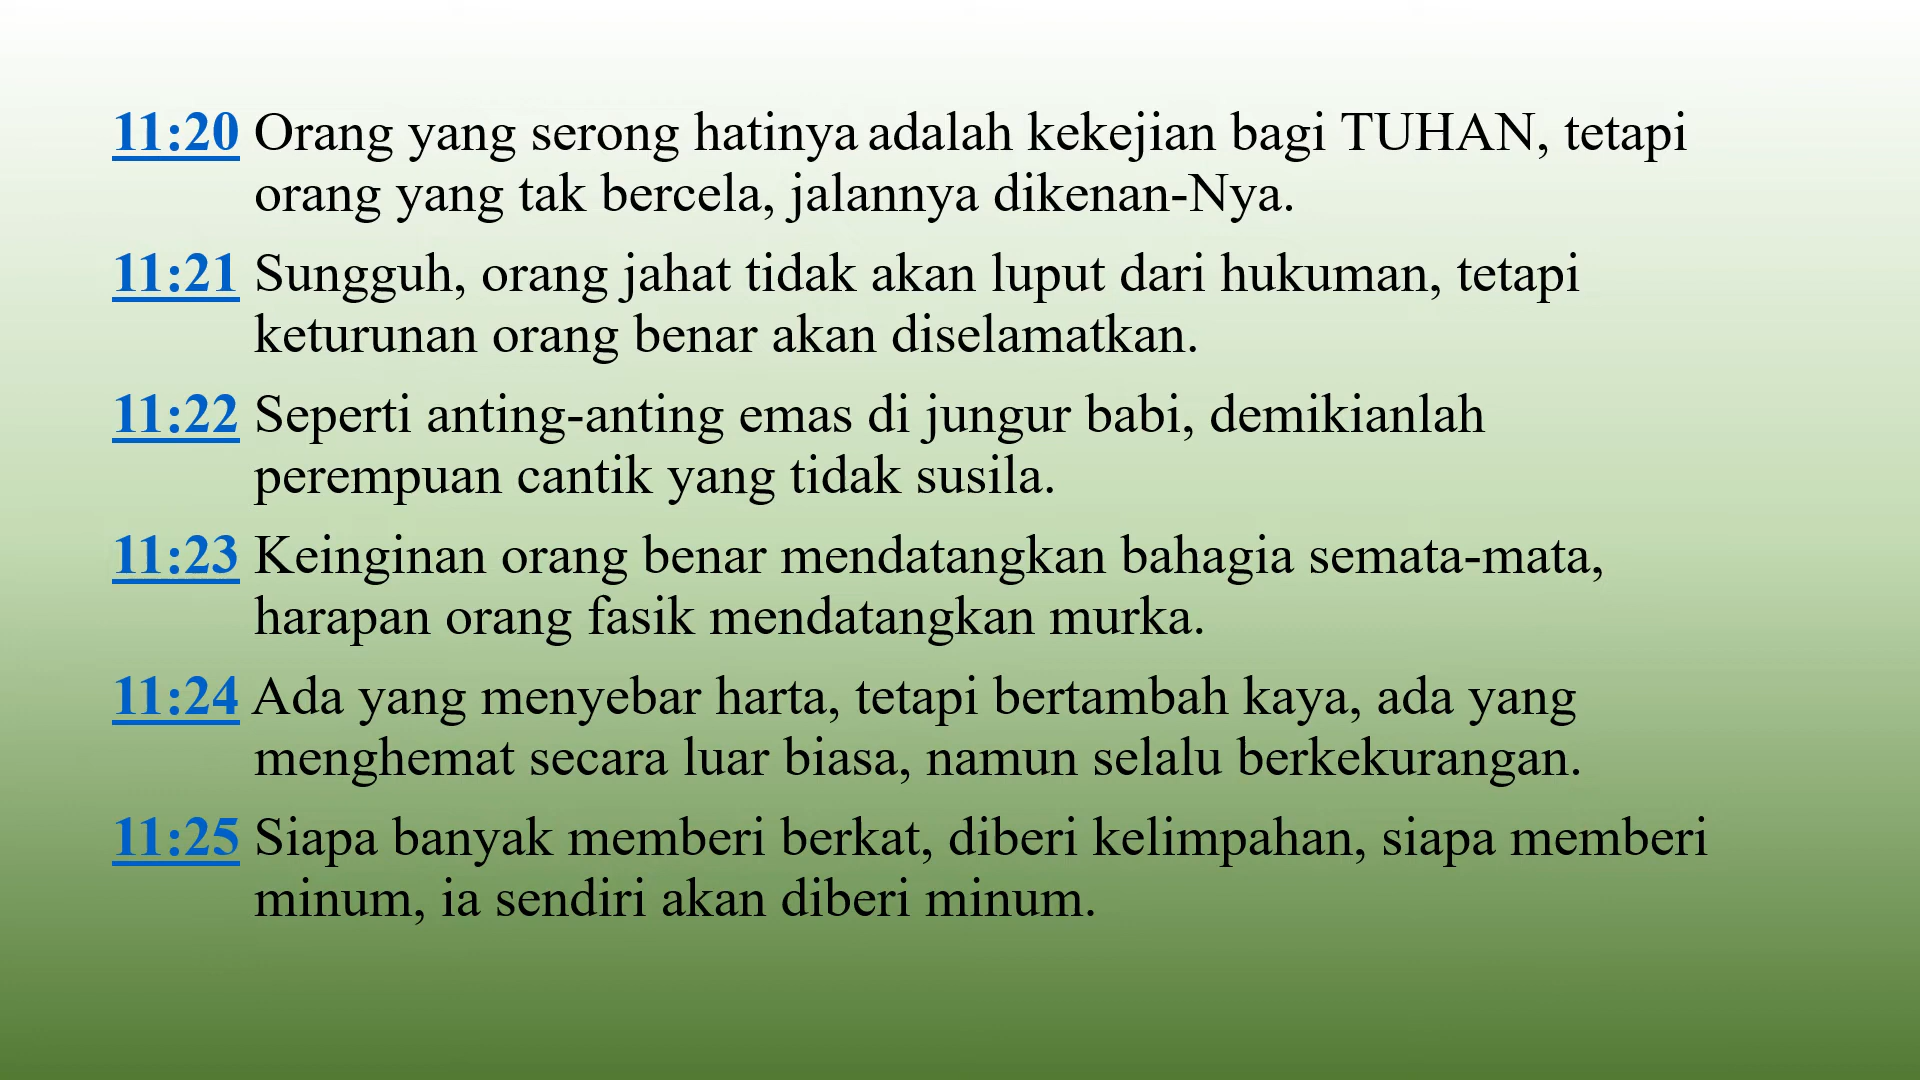 11:20 Orang yang serong hatinya adalah kekejian bagi TUHAN, tetapi
orang yang tak bercela, jalannya dikenan-Nya.
11:21 Sungguh, orang jahat tidak akan luput dari hukuman, tetapi
keturunan orang benar akan diselamatkan.
11:22 Seperti anting-anting emas di jungur babi, demikianlah
perempuan cantik yang tidak susila.
11:23 Keinginan orang benar mendatangkan bahagia semata-mata,
harapan orang fasik mendatangkan murka.
11:24 Ada yang menyebar harta, tetapi bertambah kaya, ada yang
menghemat secara luar biasa, namun selalu berkekurangan.
11:25 Siapa banyak memberi berkat, diberi kelimpahan, siapa memberi
minum, ia sendiri akan diberi minum.